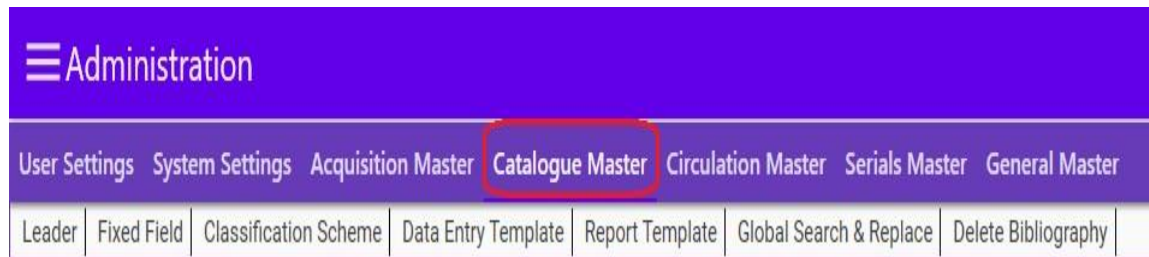 Administration
User Settings System Settings Acquisition Master Catalogue Master Circulation Master Serials Master General Master
Leader Fixed Field Classification Scheme Data Entry Template Report Template Global Search & Replace Delete Bibliography